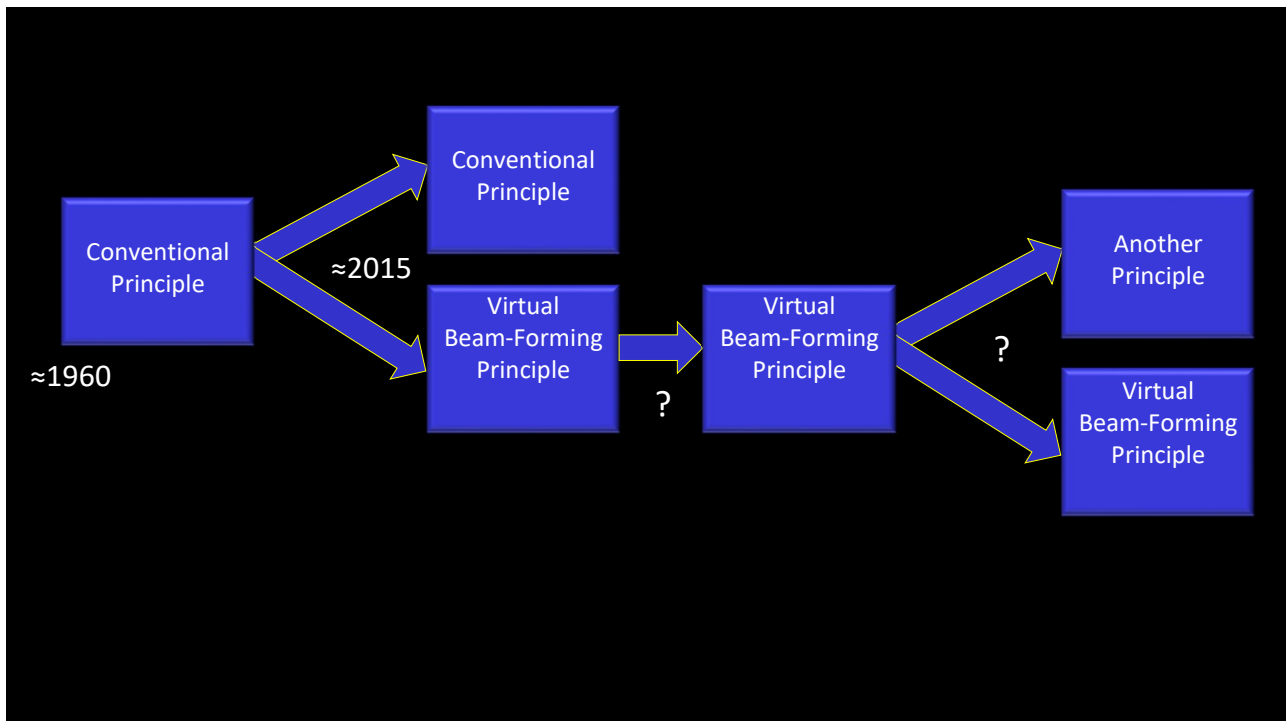 Conventional
Principle
≈1960
Conventional
Principle
≈2015
Virtual
Beam-Forming
Principle
?
Virtual
Beam-Forming
Principle
?
Another
Principle
Virtual
Beam-Forming
Principle